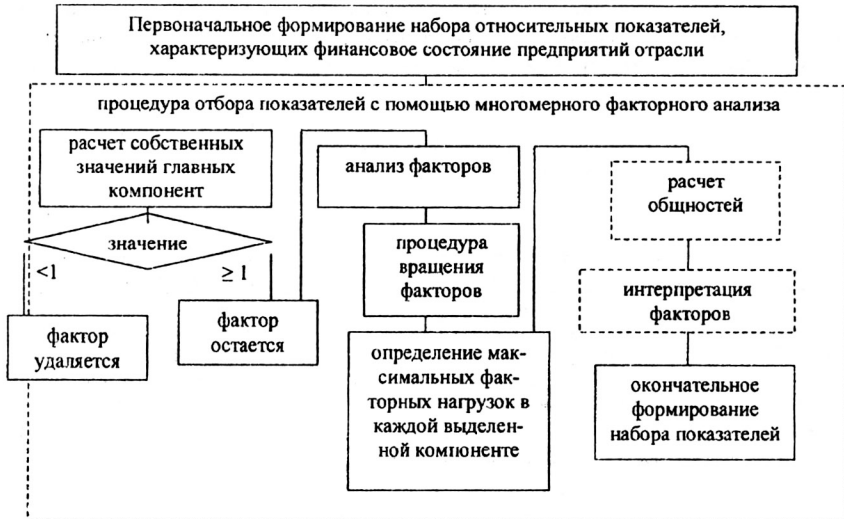 Первоначальное формирование набора относительных показателей,
характеризующих финансовое состояние предприятий отрасли
процедура отбора показателей с помощью многомерного факторного анализа
расчет собственных
значений главных
компонент
значение
<1
≥ 1
фактор
удаляется
фактор
остается
анализ факторов
процедура
вращения
факторов
определение мак-
симальных фак-
торных нагрузок в
каждой выделен-
ной компоненте
расчет
общностей
интерпретация
факторов
окончательное
формирование
набора показателей